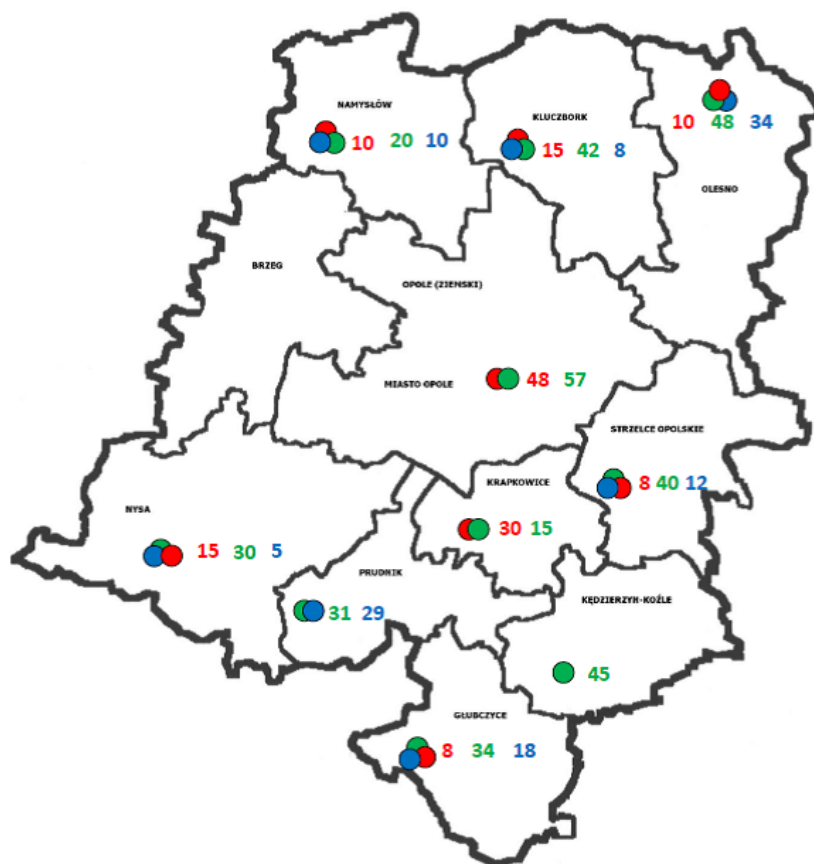 NAMYSŁÓW
10 20 10
KLUCZBORK
15 42 8
10 48 34
OLESNO
BRZEG
OPOLE (ZIEMSKI)
MIASTO OPOLE
48 57
STRZELCE OPOLSKIE
8 40 12
KRAPKOWICE
30 15
NYSA
15 30 5
PRUDNIK
31 29
KĘDZIERZYN-KOŹLE
45
GŁUBCZYCE
8 34 18